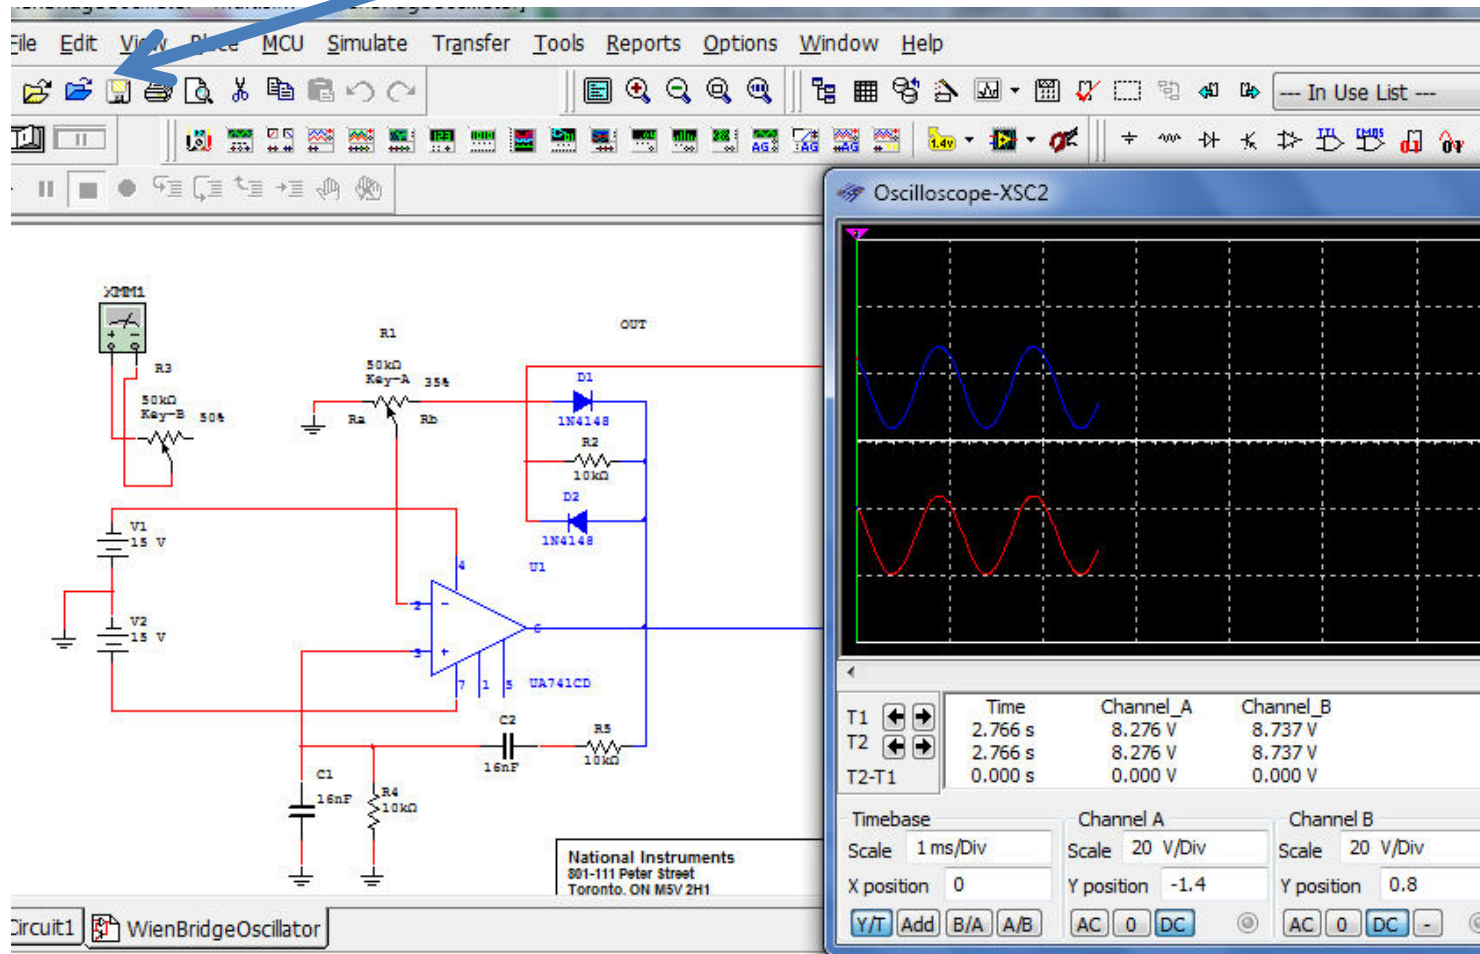 File Edit View Place MCU Simulate Transfer Tools Reports Options Window Help
--- In Use List ---
Oscilloscope-XSC2
XMM1
R3
50kΩ
Key=B 50%
R1
50kΩ
Key=A 35%
Ra Rb
OUT
D1
1N4148
R2
10kΩ
D2
1N4148
V1
15 V
V2
15 V
U1
4
2
3
6
7 1 5
UA741CD
C2
16nF
R5
10kΩ
C1
16nF
R4
10kΩ
National Instruments
801-111 Peter Street
Toronto, ON M5V 2H1
Time Channel_A Channel_B
T1 2.766 s 8.276 V 8.737 V
T2 2.766 s 8.276 V 8.737 V
T2-T1 0.000 s 0.000 V 0.000 V
Timebase Channel A Channel B
Scale 1 ms/Div Scale 20 V/Div Scale 20 V/Div
X position 0 Y position -1.4 Y position 0.8
Y/T Add B/A A/B AC 0 DC AC 0 DC -
Circuit1 WienBridgeOscillator